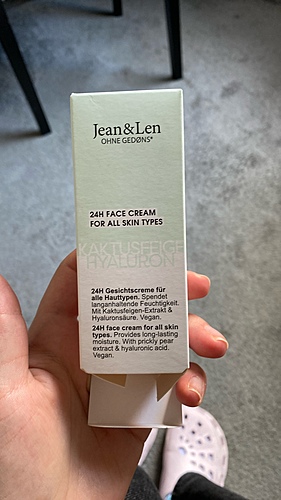 Jean&Len
OHNE GEDØNS*
24H FACE CREAM
FOR ALL SKIN TYPES
KAKTUSFEIGE
HYALURON
24H Gesichtscreme für
alle Hauttypen. Spendet
langanhaltende Feuchtigkeit.
Mit Kaktusfeigen-Extrakt &
Hyaluronsäure. Vegan.
24H face cream for all skin
types. Provides long-lasting
moisture. With prickly pear
extract & hyaluronic acid.
Vegan.